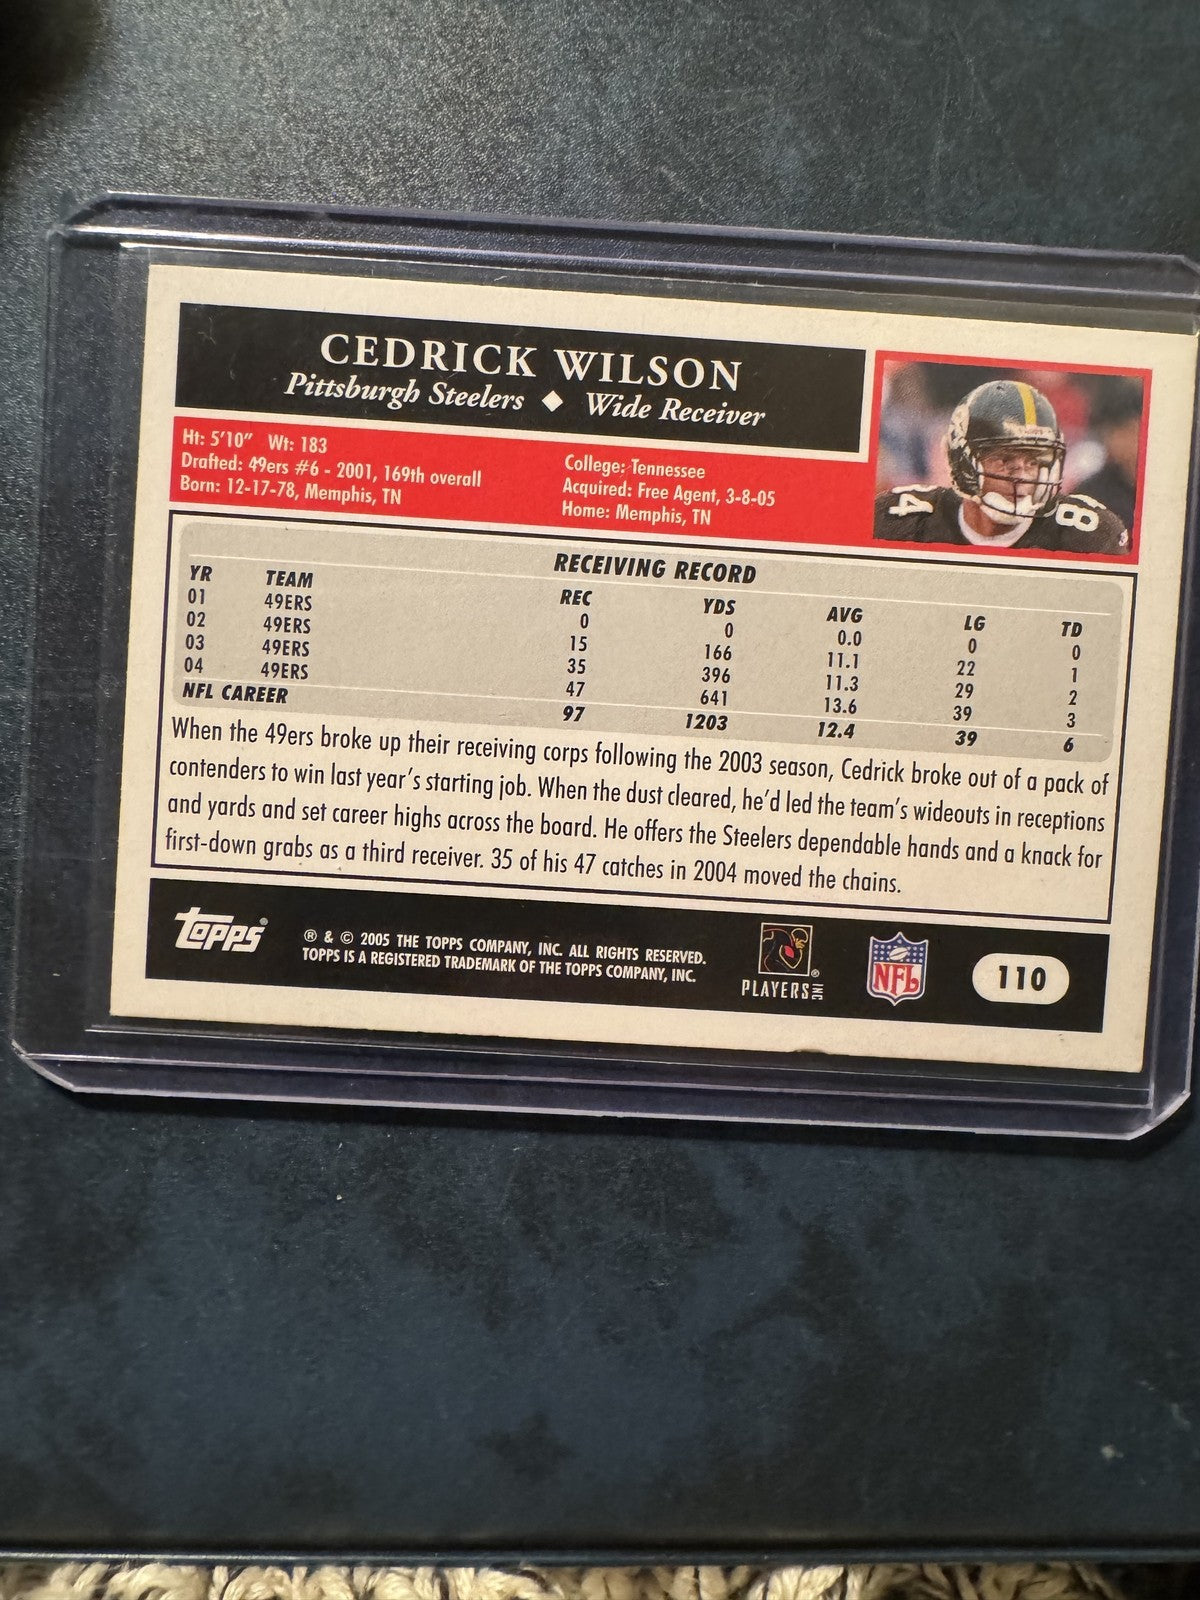 CEDRICK WILSON
Pittsburgh Steelers ◆ Wide Receiver
Ht: 5'10" Wt: 183
Drafted: 49ers #6 - 2001, 169th overall
Born: 12-17-78, Memphis, TN
College: Tennessee
Acquired: Free Agent, 3-8-05
Home: Memphis, TN
84
RECEIVING RECORD
YR TEAM REC YDS AVG LG TD
01 49ERS 0 0 0.0 0 0
02 49ERS 15 166 11.1 22 1
03 49ERS 35 396 11.3 29 2
04 49ERS 47 641 13.6 39 3
NFL CAREER 97 1203 12.4 39 6
When the 49ers broke up their receiving corps following the 2003 season, Cedrick broke out of a pack of
contenders to win last year's starting job. When the dust cleared, he'd led the team's wideouts in receptions
and yards and set career highs across the board. He offers the Steelers dependable hands and a knack for
first-down grabs as a third receiver. 35 of his 47 catches in 2004 moved the chains.
topps®
® & © 2005 THE TOPPS COMPANY, INC. ALL RIGHTS RESERVED.
TOPPS IS A REGISTERED TRADEMARK OF THE TOPPS COMPANY, INC.
PLAYERS INC ®
NFL
110